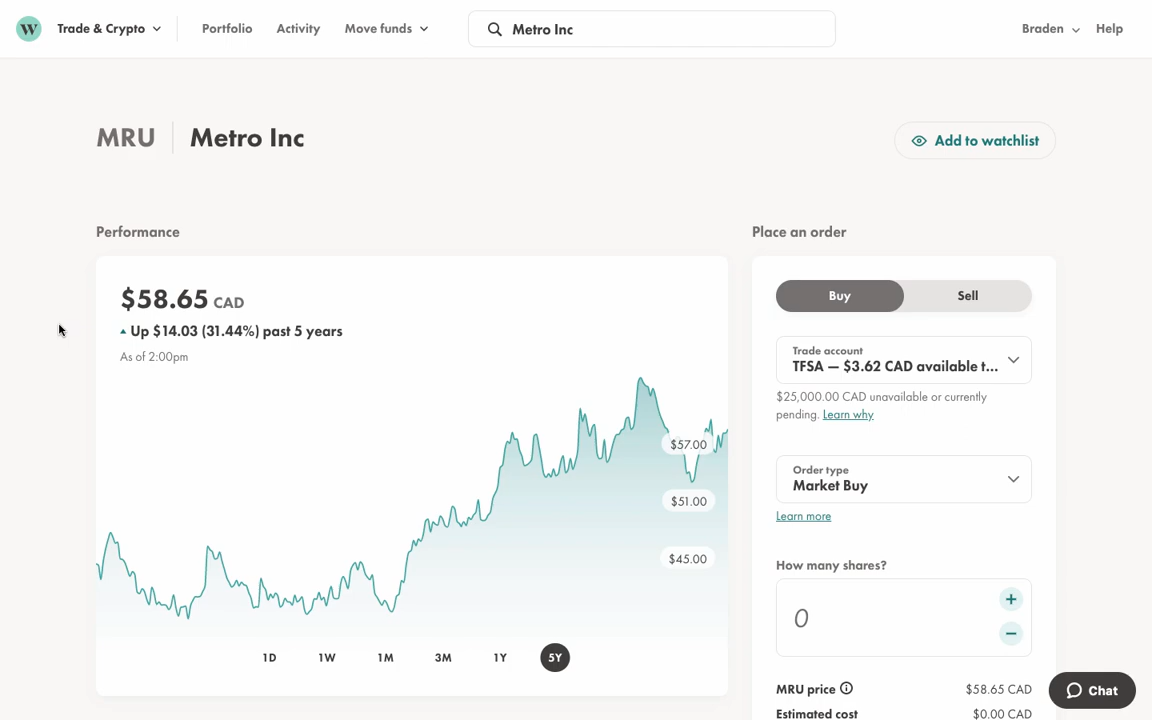 W Trade & Crypto Portfolio Activity Move funds Metro Inc Braden Help
MRU Metro Inc
Add to watchlist
Performance
$58.65 CAD
Up $14.03 (31.44%) past 5 years
As of 2:00pm
$57.00
$51.00
$45.00
1D 1W 1M 3M 1Y 5Y
Place an order
Buy Sell
Trade account
TFSA — $3.62 CAD available t...
$25,000.00 CAD unavailable or currently
pending. Learn why
Order type
Market Buy
Learn more
How many shares?
0
+
−
MRU price $58.65 CAD
Estimated cost $0.00 CAD
Chat